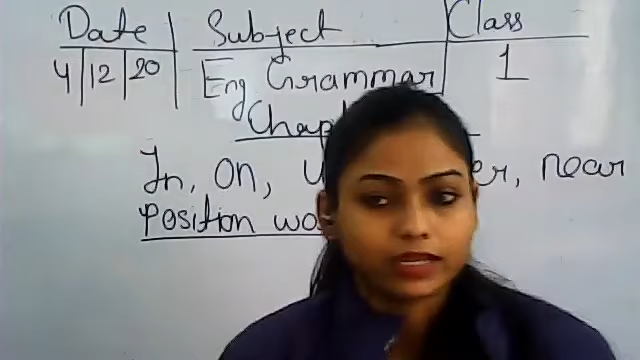 Date Subject Class
4/12/20 Eng Grammar 1
In, on, near
Position